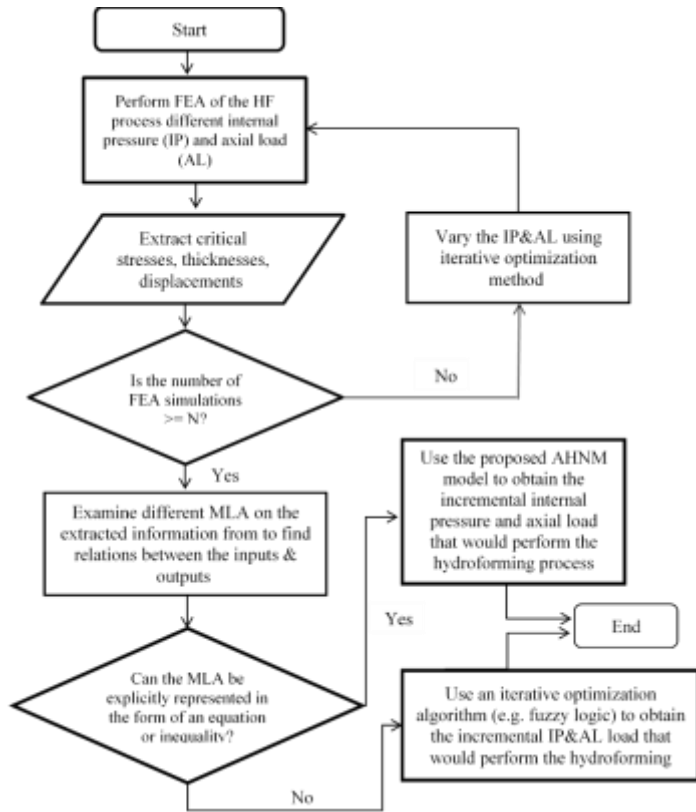 Start
Perform FEA of the HF
process different internal
pressure (IP) and axial load
(AL)
Extract critical
stresses, thicknesses,
displacements
Vary the IP&AL using
iterative optimization
method
Is the number of
FEA simulations
>= N?
No
Yes
Examine different MLA on the
extracted information from to find
relations between the inputs &
outputs
Use the proposed AHNM
model to obtain the
incremental internal
pressure and axial load
that would perform the
hydroforming process
Yes
End
Can the MLA be
explicitly represented in
the form of an equation
or inequality?
Use an iterative optimization
algorithm (e.g. fuzzy logic) to obtain
the incremental IP&AL load that
would perform the hydroforming
No